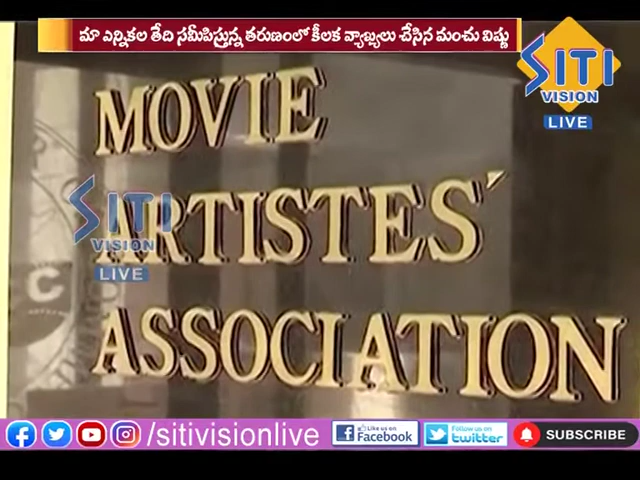 మా ఎన్నికల తేది సమీపిస్తున్న తరుణంలో కీలక వ్యాఖ్యలు చేసిన మంచు విష్ణు
SITI
VISION
LIVE
MOVIE
ARTISTES'
SITI
VISION
LIVE
C
ASSOCIATION
/sitivisionlive
Like us on
Facebook
Follow us on
twitter
SUBSCRIBE